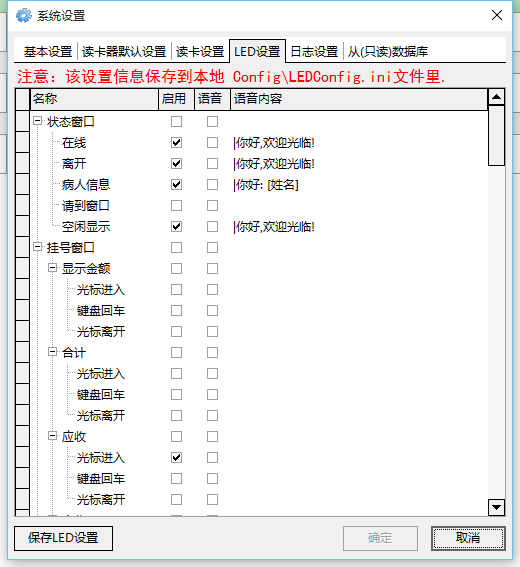 系统设置
基本设置 读卡器默认设置 读卡设置 LED设置 日志设置 从(只读)数据库
注意: 该设置信息保存到本地 Config\LEDConfig.ini文件里.
名称 启用 语音 语音内容
状态窗口
在线 |你好,欢迎光临!
离开 |你好,欢迎光临!
病人信息 |你好: [姓名]
请到窗口
空闲显示 |你好,欢迎光临!
挂号窗口
显示金额
光标进入
键盘回车
光标离开
合计
光标进入
键盘回车
光标离开
应收
光标进入
键盘回车
光标离开
保存LED设置 确定 取消